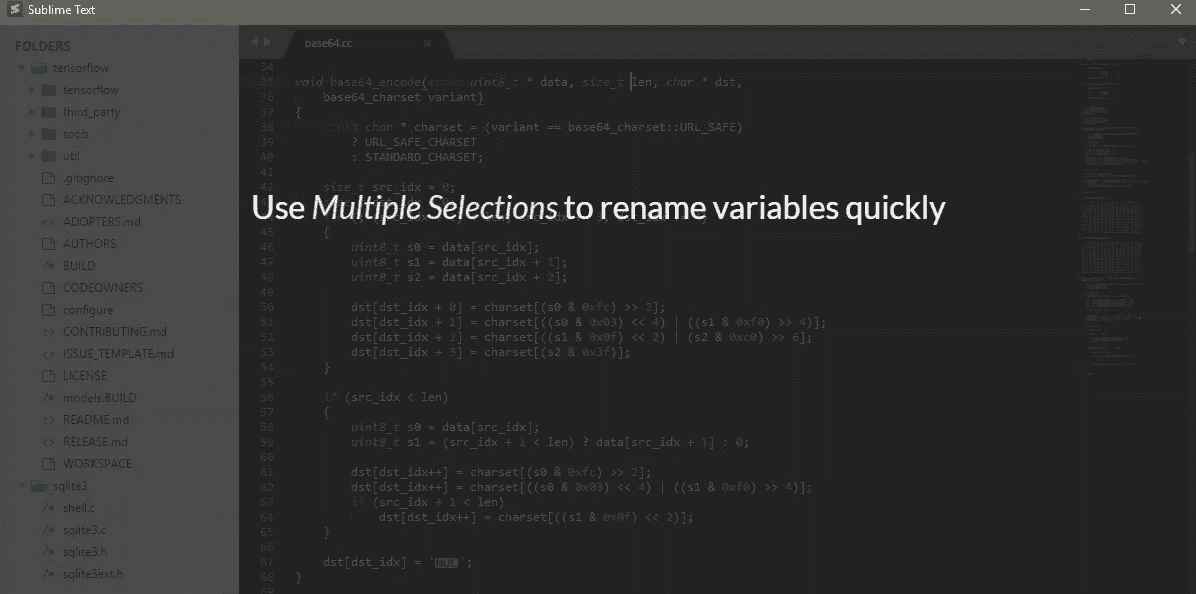 Sublime Text
FOLDERS
tensorflow
tensorflow
third_party
tools
util
.gitignore
ACKNOWLEDGMENTS
ADOPTERS.md
AUTHORS
BUILD
CODEOWNERS
configure
CONTRIBUTING.md
ISSUE_TEMPLATE.md
LICENSE
models.BUILD
README.md
RELEASE.md
WORKSPACE
sqlite3
shell.c
sqlite3.c
sqlite3.h
sqlite3ext.h
base64.cc
34
35 void base64_encode(const uint8_t * data, size_t len, char * dst,
36 base64_charset variant)
37 {
38 const char * charset = (variant == base64_charset::URL_SAFE)
39 ? URL_SAFE_CHARSET
40 : STANDARD_CHARSET;
41
42 size_t src_idx = 0;
Use Multiple Selections to rename variables quickly
45 {
46 uint8_t s0 = data[src_idx];
47 uint8_t s1 = data[src_idx + 1];
48 uint8_t s2 = data[src_idx + 2];
49
50 dst[dst_idx + 0] = charset[(s0 & 0xfc) >> 2];
51 dst[dst_idx + 1] = charset[((s0 & 0x03) << 4) | ((s1 & 0xf0) >> 4)];
52 dst[dst_idx + 2] = charset[((s1 & 0x0f) << 2) | (s2 & 0xc0) >> 6];
53 dst[dst_idx + 3] = charset[(s2 & 0x3f)];
54 }
55
56 if (src_idx < len)
57 {
58 uint8_t s0 = data[src_idx];
59 uint8_t s1 = (src_idx + 1 < len) ? data[src_idx + 1] : 0;
60
61 dst[dst_idx++] = charset[(s0 & 0xfc) >> 2];
62 dst[dst_idx++] = charset[((s0 & 0x03) << 4) | ((s1 & 0xf0) >> 4)];
63 if (src_idx + 1 < len)
64 dst[dst_idx++] = charset[((s1 & 0x0f) << 2)];
65 }
66
67 dst[dst_idx] = 'NUL';
68 }